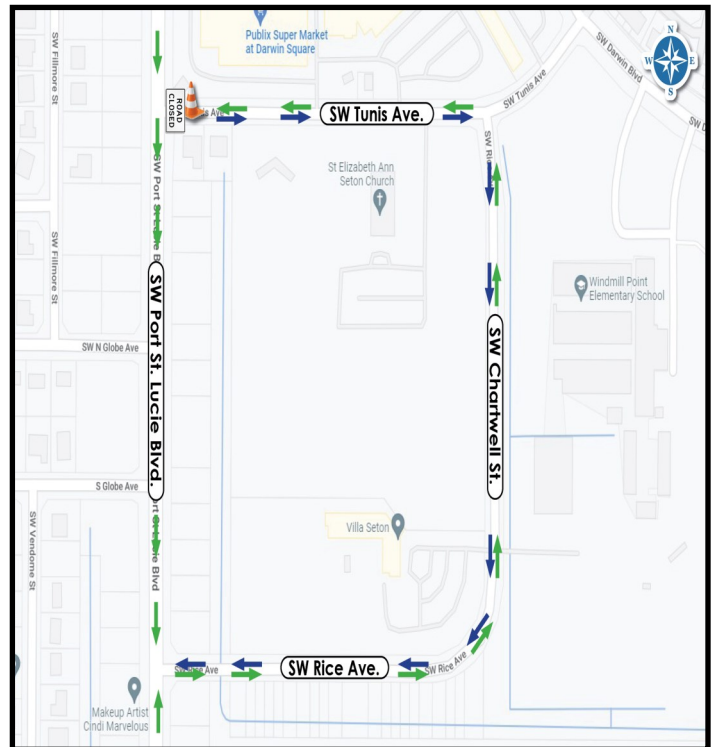 Publix Super Market
at Darwin Square
SW Fillmore St
SW Darwin Blvd
N
W
E
S
ROAD
CLOSED
SW Tunis Ave.
SW Tunis Ave
St Elizabeth Ann
Seton Church
SW Fillmore St
Windmill Point
Elementary School
SW N Globe Ave
SW Port St. Lucie Blvd.
SW Chartwell St.
S Globe Ave
Villa Seton
SW Vendome St
SW Rice Ave.
SW Rice Ave
Makeup Artist
Cindi Marvelous